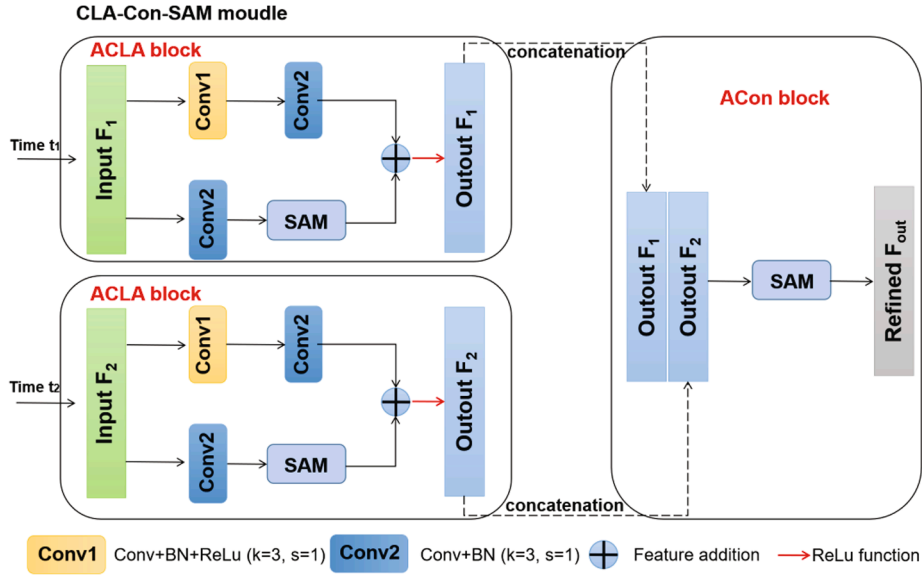 CLA-Con-SAM moudle
ACLA block
Time t₁
Input F₁
Conv1
Conv2
Conv2
SAM
Outout F₁
concatenation
ACLA block
Time t₂
Input F₂
Conv1
Conv2
Conv2
SAM
Outout F₂
concatenation
ACon block
Outout F₁
Outout F₂
SAM
Refined Fout
Conv1 Conv+BN+ReLu (k=3, s=1) Conv2 Conv+BN (k=3, s=1) Feature addition ReLu function